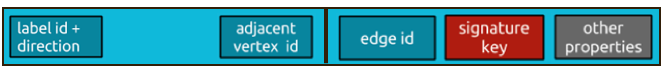 label id +
direction
adjacent
vertex id
edge id
signature
key
other
properties